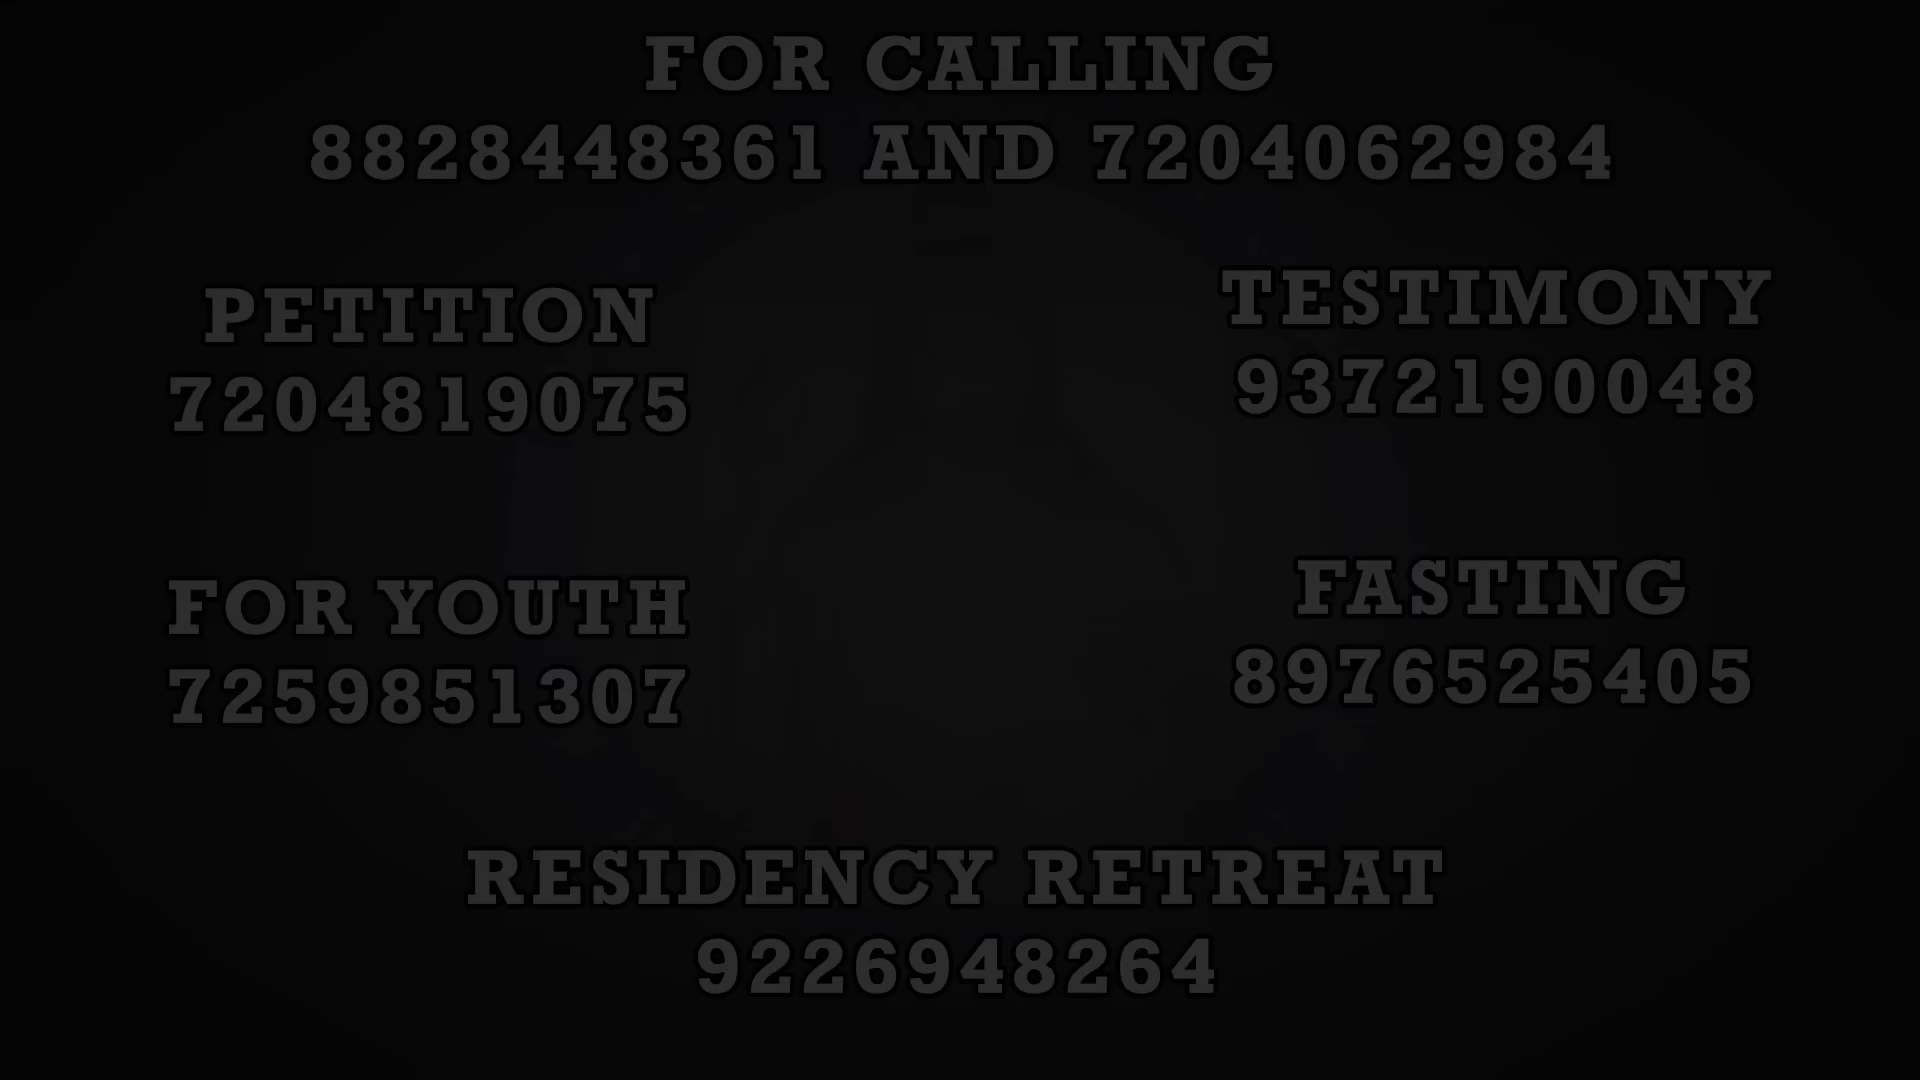 FOR CALLING
8828448361 AND 7204062984
PETITION
7204819075
TESTIMONY
9372190048
FOR YOUTH
7259851307
FASTING
8976525405
RESIDENCY RETREAT
9226948264